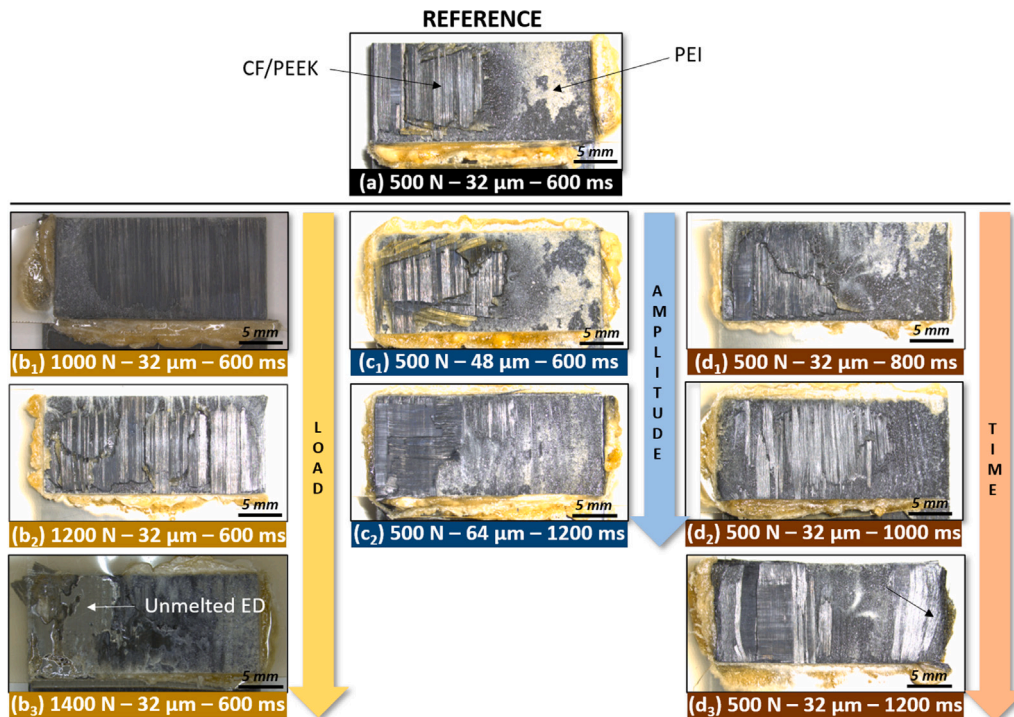 REFERENCE
CF/PEEK
PEI
5 mm
(a) 500 N – 32 µm – 600 ms
5 mm
(b₁) 1000 N – 32 µm – 600 ms
5 mm
(c₁) 500 N – 48 µm – 600 ms
5 mm
(d₁) 500 N – 32 µm – 800 ms
5 mm
(b₂) 1200 N – 32 µm – 600 ms
5 mm
(c₂) 500 N – 64 µm – 1200 ms
5 mm
(d₂) 500 N – 32 µm – 1000 ms
Unmelted ED
5 mm
(b₃) 1400 N – 32 µm – 600 ms
5 mm
(d₃) 500 N – 32 µm – 1200 ms
LOAD
AMPLITUDE
TIME